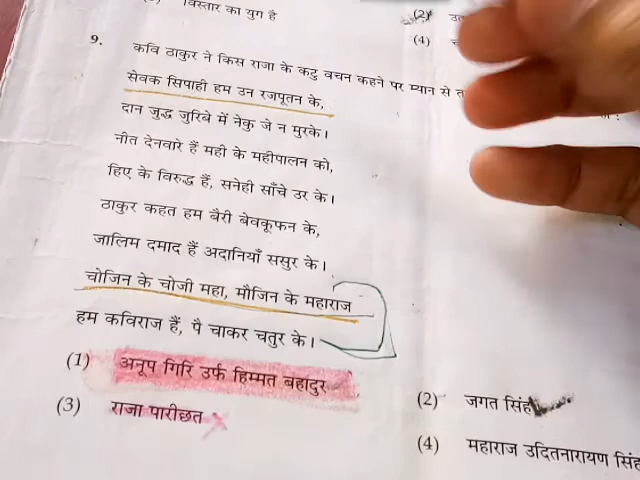 विस्तार का युग है
(2)
(4)
9. कवि ठाकुर ने किस राजा के कटु वचन कहने पर म्यान से
सेवक सिपाही हम उन रजपूतन के,
दान जुद्ध जुरिबे में नेकु जे न मुरके।
नीत देनवारे हैं मही के महीपालन को,
हिए के विरुद्ध हैं, सनेही साँचे उर के।
ठाकुर कहत हम बैरी बेवकूफन के,
जालिम दमाद हैं अदानियाँ ससुर के।
चोजिन के चोजी महा, मौजिन के महाराज
हम कविराज हैं, पै चाकर चतुर के।
(1) अनूप गिरि उर्फ हिम्मत बहादुर
(2) जगत सिंह
(3) राजा पारीछत
(4) महाराज उदितनारायण सिंह